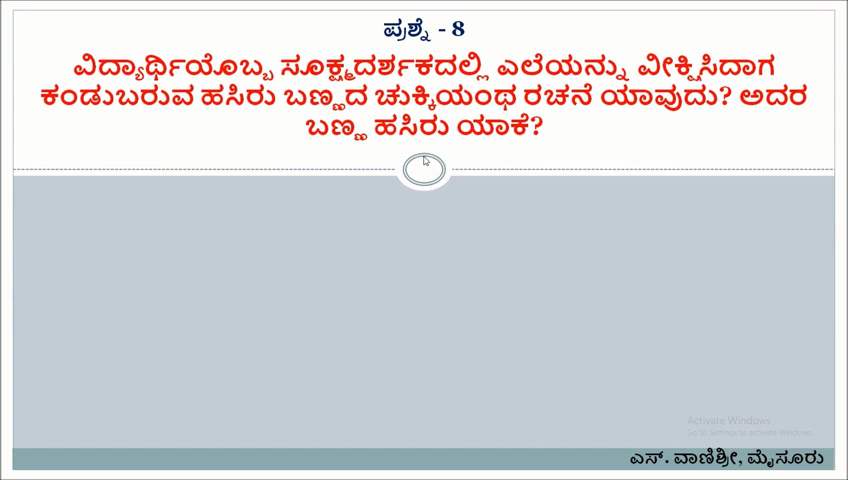 ಪ್ರಶ್ನೆ - 8
ವಿದ್ಯಾರ್ಥಿಯೊಬ್ಬ ಸೂಕ್ಷ್ಮದರ್ಶಕದಲ್ಲಿ ಎಲೆಯನ್ನು ವೀಕ್ಷಿಸಿದಾಗ
ಕಂಡುಬರುವ ಹಸಿರು ಬಣ್ಣದ ಚುಕ್ಕಿಯಂಥ ರಚನೆ ಯಾವುದು? ಅದರ
ಬಣ್ಣ ಹಸಿರು ಯಾಕೆ?
Activate Windows
Go to Settings to activate Windows.
ಎಸ್. ವಾಣಿಶ್ರೀ, ಮೈಸೂರು